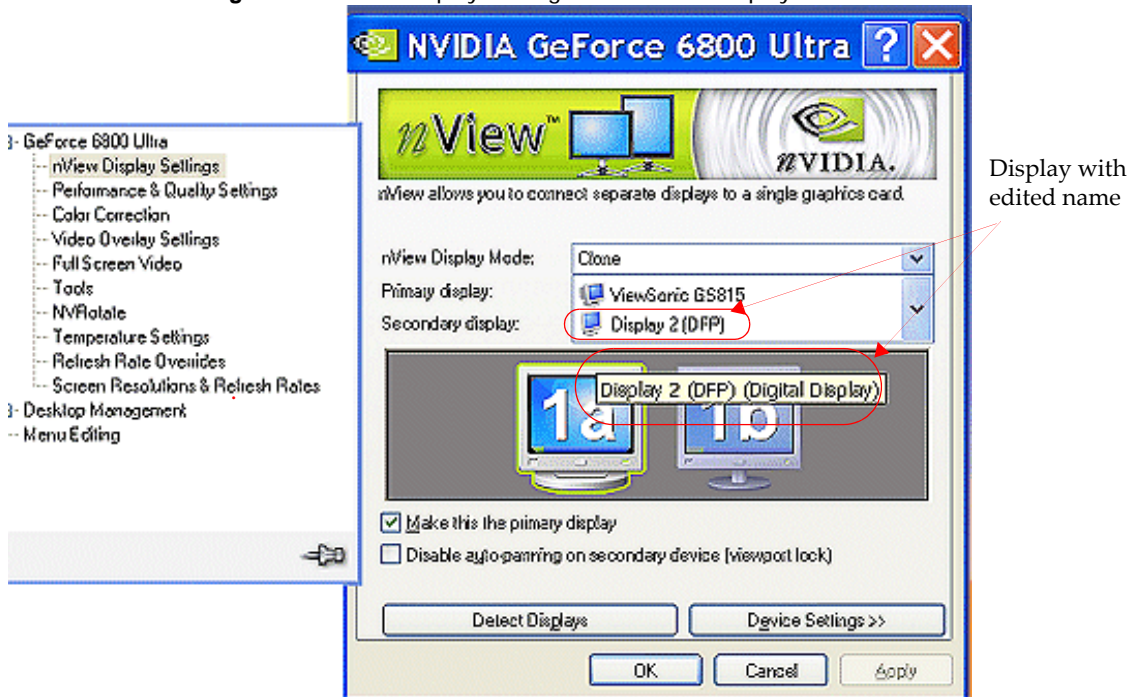 NVIDIA GeForce 6800 Ultra
nView™
nVIDIA.
nView allows you to connect separate displays to a single graphics card.
GeForce 6800 Ultra
nView Display Settings
Performance & Quality Settings
Color Correction
Video Overlay Settings
Full Screen Video
Tools
NVRotate
Temperature Settings
Refresh Rate Overrides
Screen Resolutions & Refresh Rates
Desktop Management
Menu Editing
nView Display Mode: Clone
Primary display: ViewSonic GS815
Secondary display: Display 2 (DFP)
Display 2 (DFP) (Digital Display)
1a 1b
Make this the primary display
Disable auto-panning on secondary device (viewport lock)
Detect Displays Device Settings >>
OK Cancel Apply
Display with
edited name